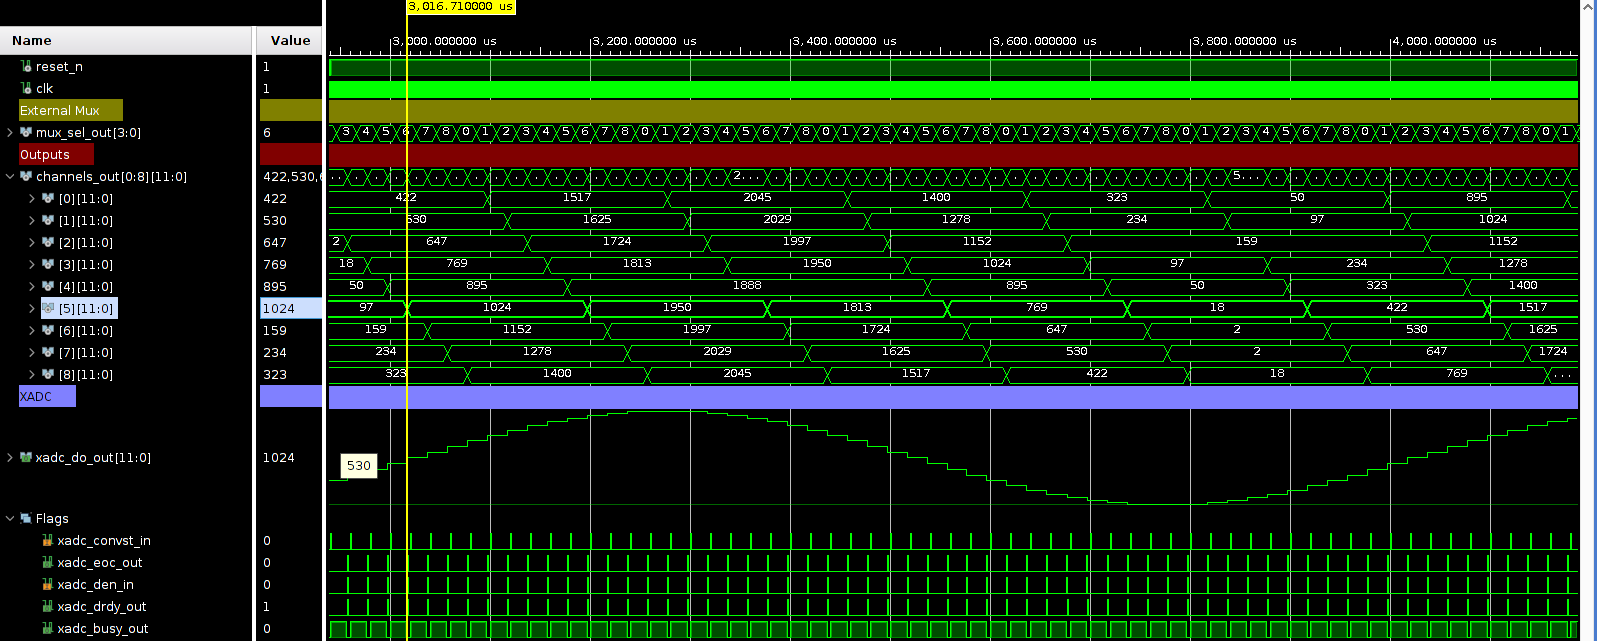 3,016.710000 us
Name Value
3,000.000000 us 3,200.000000 us 3,400.000000 us 3,600.000000 us 3,800.000000 us 4,000.000000 us
reset_n 1
clk 1
External Mux
mux_sel_out[3:0] 6 3 4 5 6 7 8 0 1 2 3 4 5 6 7 8 0 1 2 3 4 5 6 7 8 0 1 2 3 4 5 6 7 8 0 1 2 3 4 5 6 7 8 0 1 2 3 4 5 6 7 8 0 1 2 3 4 5 6 7 8 0 1
Outputs
channels_out[0:8][11:0] 422,530,6 2... 5...
[0][11:0] 422 422 1517 2045 1400 323 50 895
[1][11:0] 530 530 1625 2029 1278 234 97 1024
[2][11:0] 647 2 647 1724 1997 1152 159 1152
[3][11:0] 769 18 769 1813 1950 1024 97 234 1278
[4][11:0] 895 50 895 1888 895 50 323 1400
[5][11:0] 1024 97 1024 1950 1813 769 18 422 1517
[6][11:0] 159 159 1152 1997 1724 647 2 530 1625
[7][11:0] 234 234 1278 2029 1625 530 2 647 1724
[8][11:0] 323 323 1400 2045 1517 422 18 769 ...
XADC
xadc_do_out[11:0] 1024
530
Flags
xadc_convst_in 0
xadc_eoc_out 0
xadc_den_in 0
xadc_drdy_out 1
xadc_busy_out 0